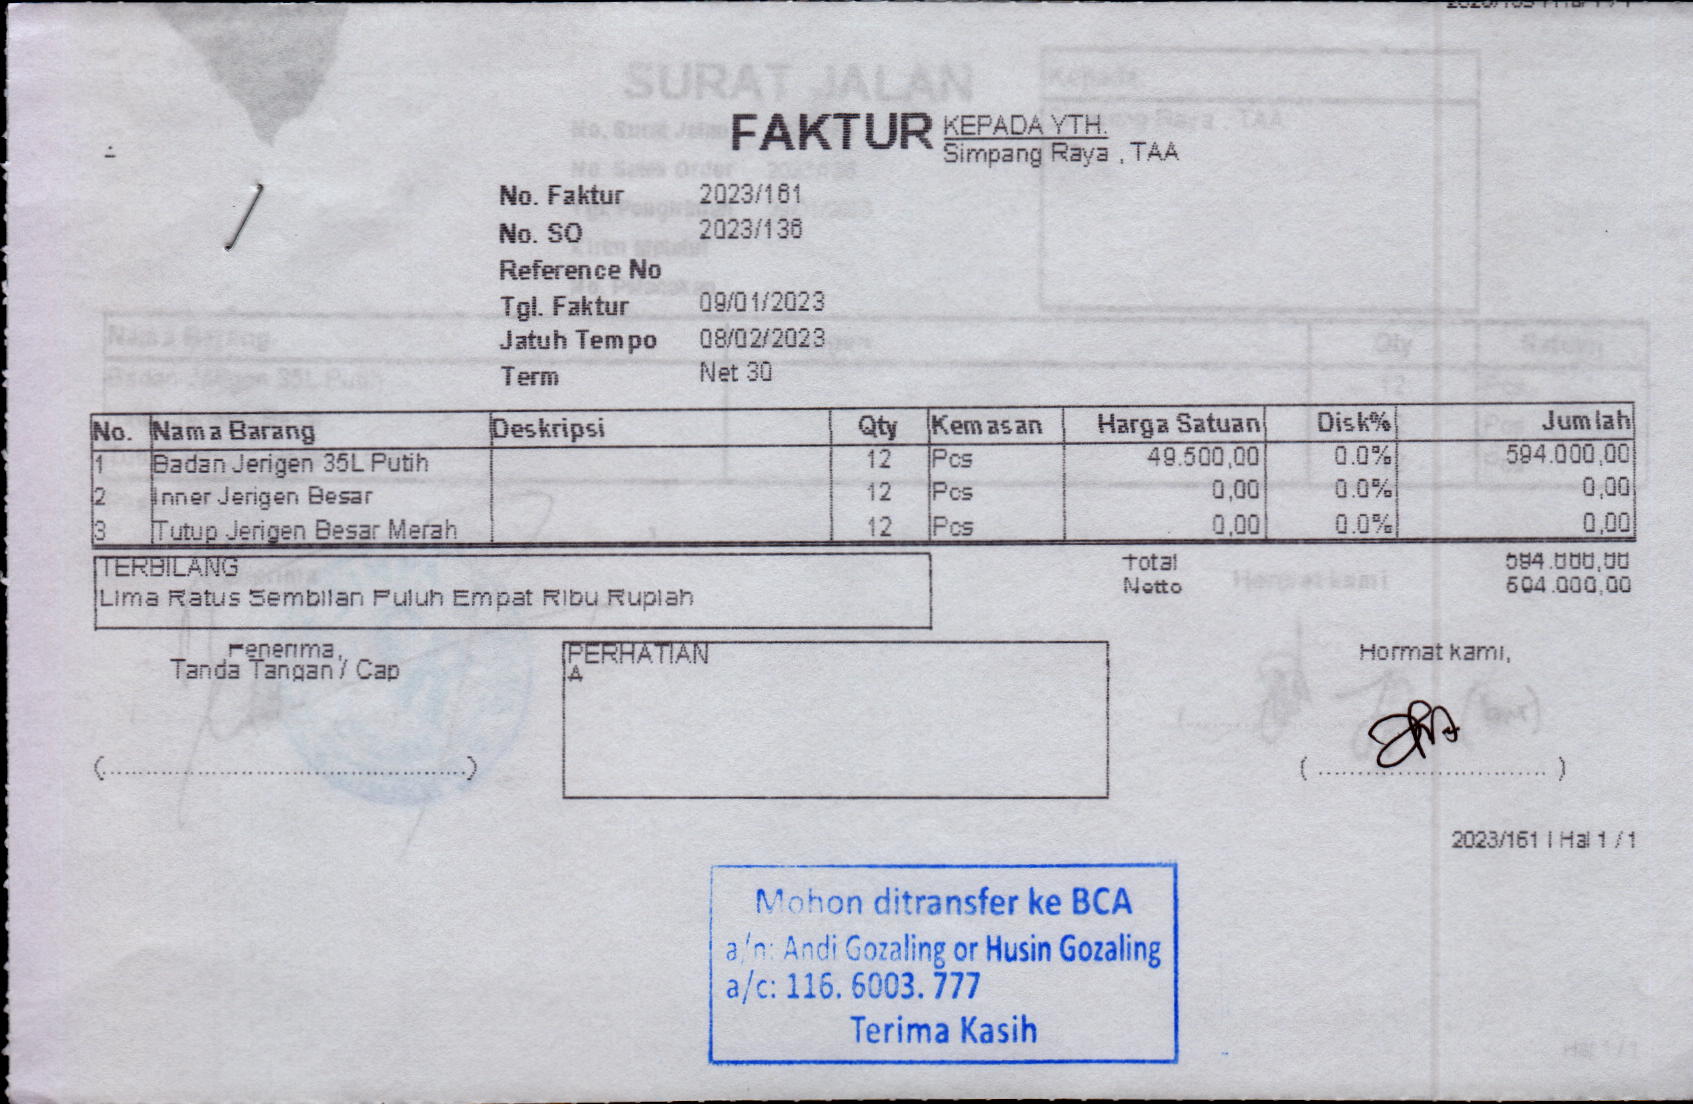 FAKTUR
KEPADA YTH.
Simpang Raya , TAA
No. Faktur 2023/161
No. SO 2023/136
Reference No
Tgl. Faktur 09/01/2023
Jatuh Tempo 08/02/2023
Term Net 30
No. Nama Barang Deskripsi Qty Kemasan Harga Satuan Disk% Jumlah
1 Badan Jerigen 35L Putih 12 Pcs 49.500,00 0.0% 594.000,00
2 Inner Jerigen Besar 12 Pcs 0,00 0.0% 0,00
3 Tutup Jerigen Besar Merah 12 Pcs 0,00 0.0% 0,00
TERBILANG
Lima Ratus Sembilan Puluh Empat Ribu Rupiah
Total 594.000,00
Netto 594.000,00
Penerima,
Tanda Tangan / Cap
PERHATIAN
A
Hormat kami,
2023/161 | Hal 1 / 1
Mohon ditransfer ke BCA
a/n: Andi Gozaling or Husin Gozaling
a/c: 116. 6003. 777
Terima Kasih
SURAT JALAN
Kepada